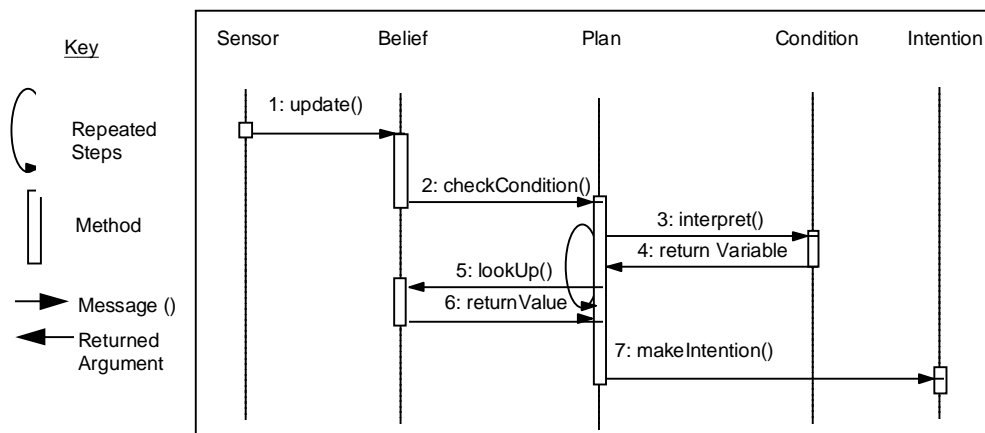 Key
Repeated
Steps
Method
Message ()
Returned
Argument
Sensor
Belief
Plan
Condition
Intention
1: update()
2: checkCondition()
3: interpret()
4: return Variable
5: lookUp()
6: returnValue
7: makeIntention()